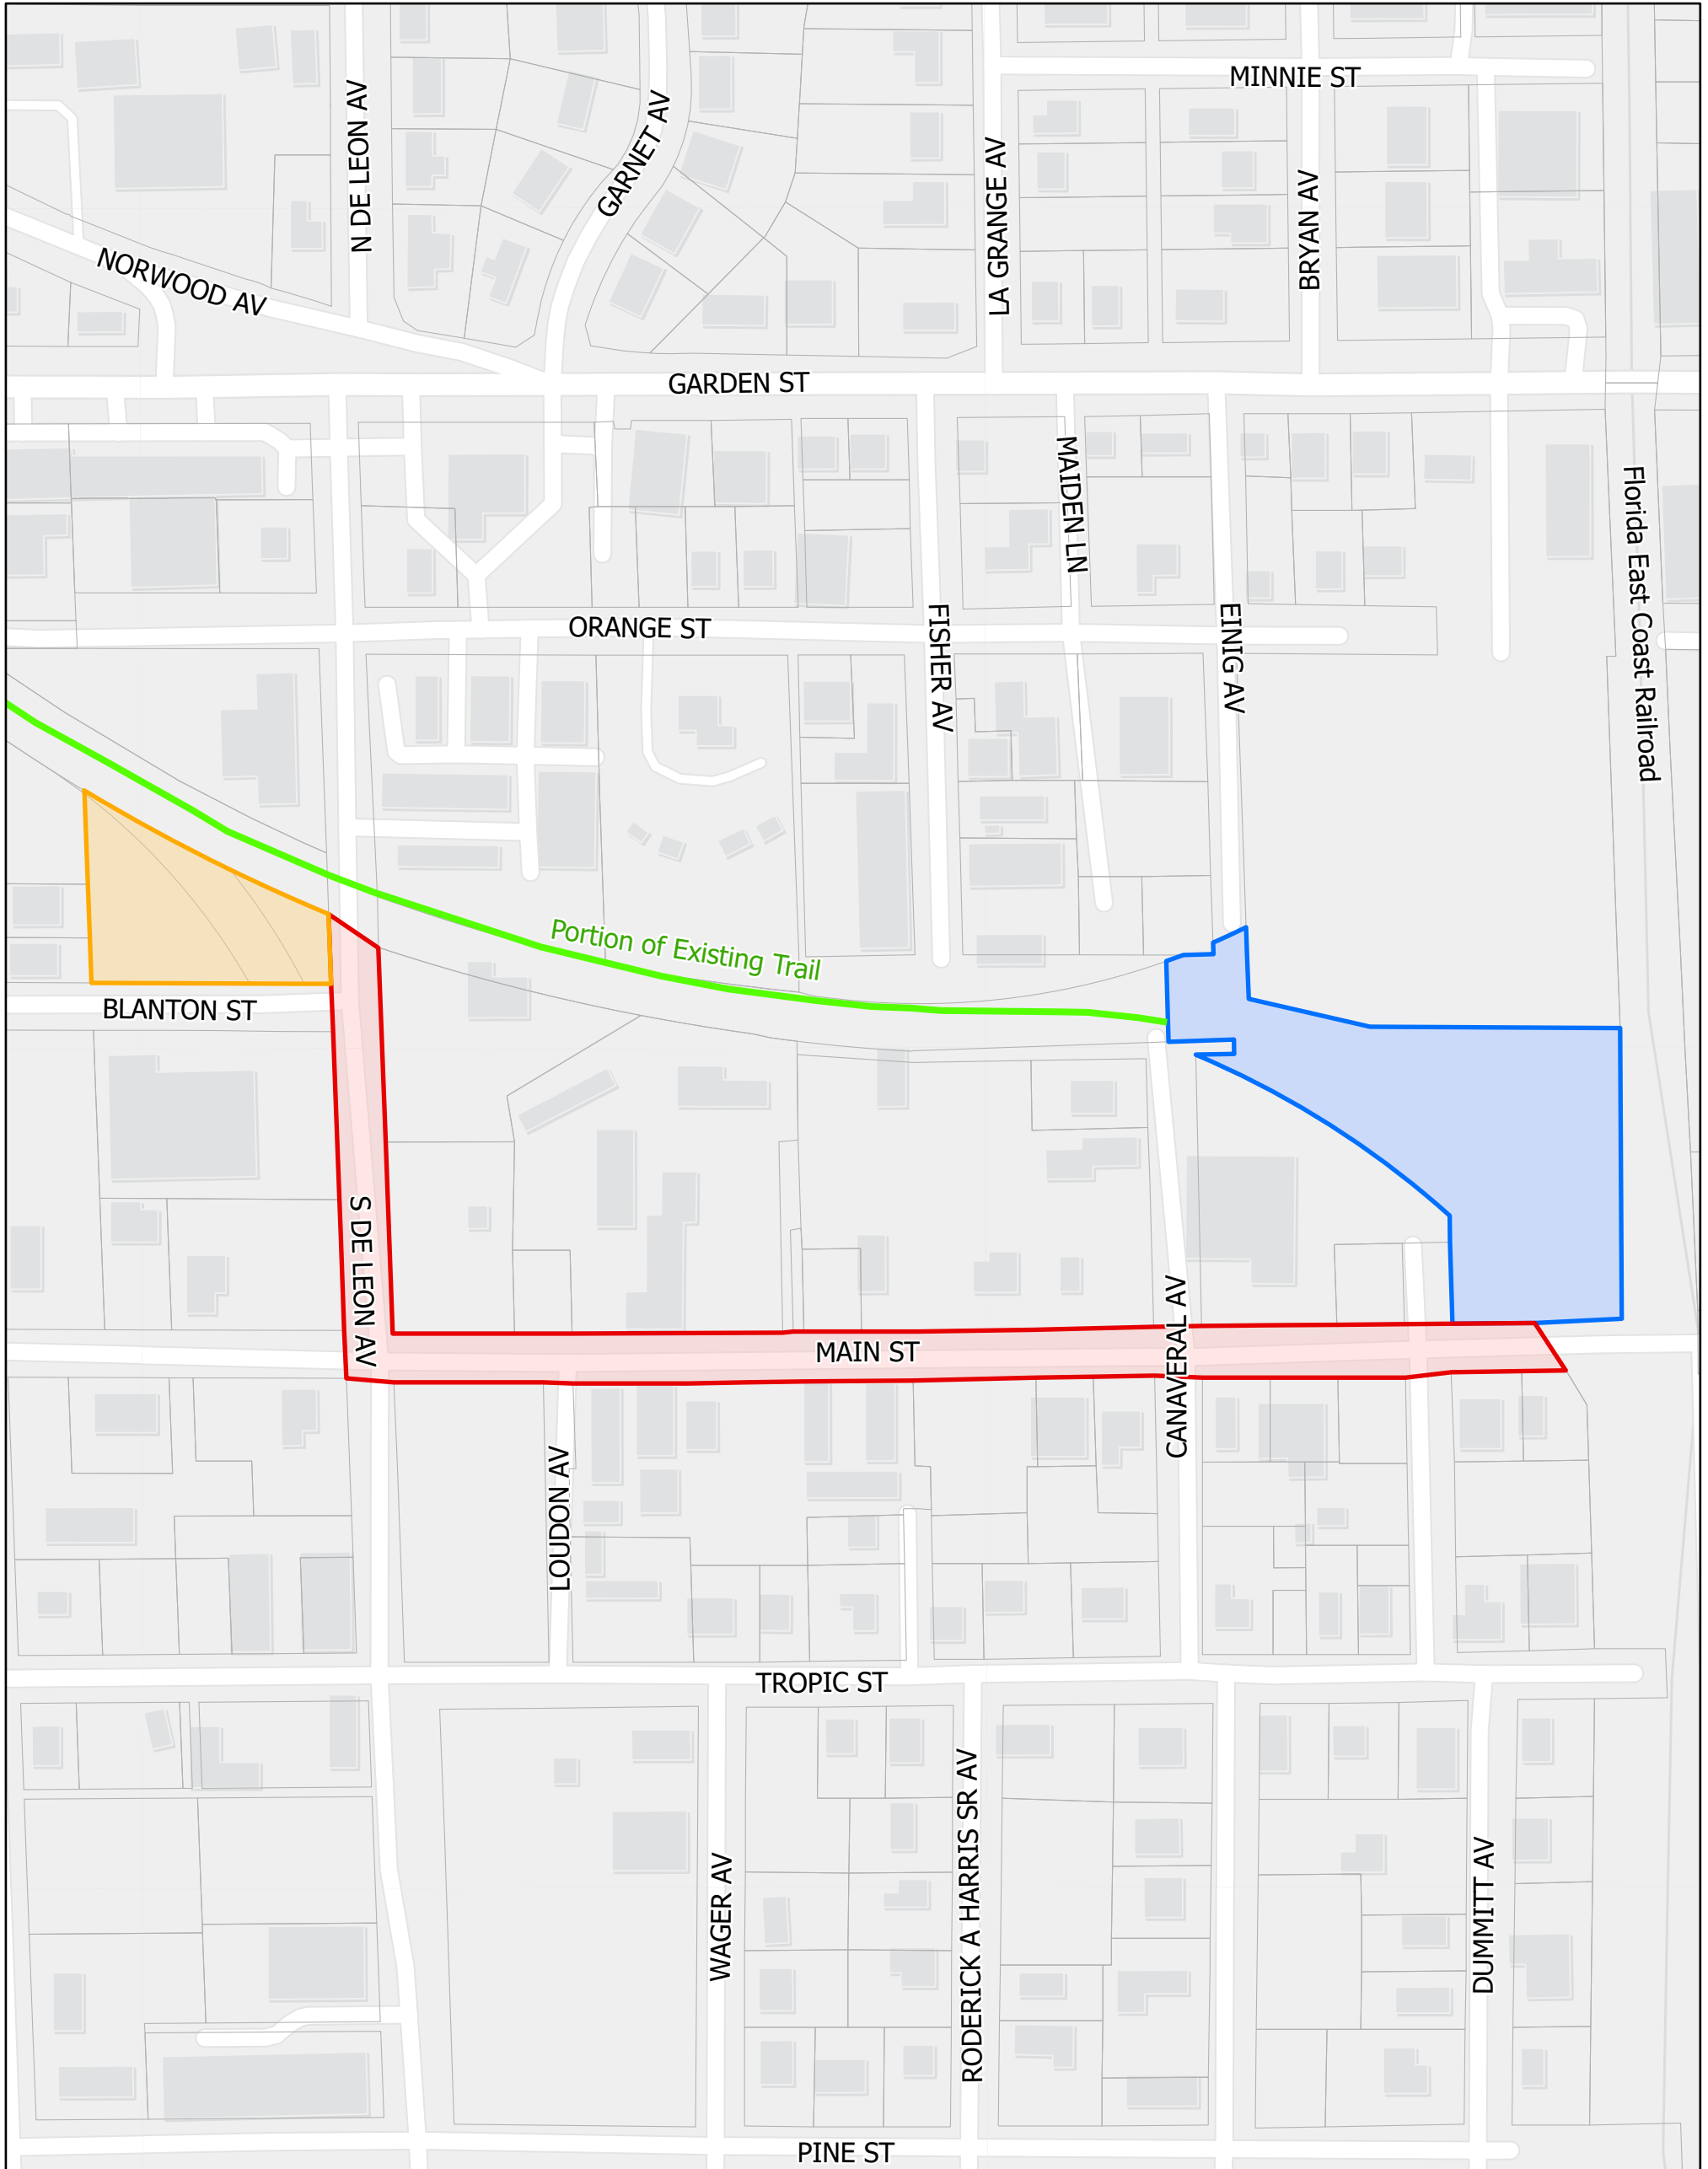 MINNIE ST
N DE LEON AV
GARNET AV
LA GRANGE AV
BRYAN AV
NORWOOD AV
GARDEN ST
MAIDEN LN
Florida East Coast Railroad
ORANGE ST
FISHER AV
EINIG AV
Portion of Existing Trail
BLANTON ST
S DE LEON AV
MAIN ST
CANAVERAL AV
LOUDON AV
TROPIC ST
WAGER AV
RODERICK A HARRIS SR AV
DUMMITT AV
PINE ST